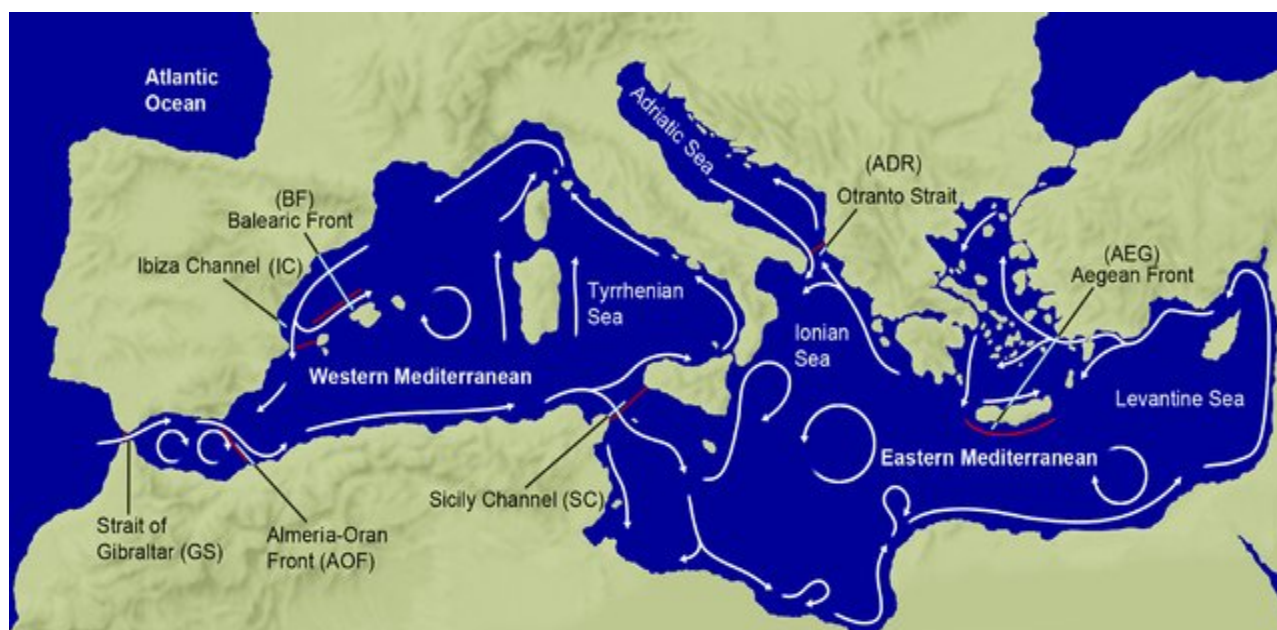 Atlantic
Ocean
Adriatic Sea
(ADR)
Otranto Strait
(BF)
Balearic Front
Ibiza Channel (IC)
(AEG)
Aegean Front
Tyrrhenian
Sea
Ionian
Sea
Western Mediterranean
Levantine Sea
Eastern Mediterranean
Sicily Channel (SC)
Strait of
Gibraltar (GS)
Almeria-Oran
Front (AOF)